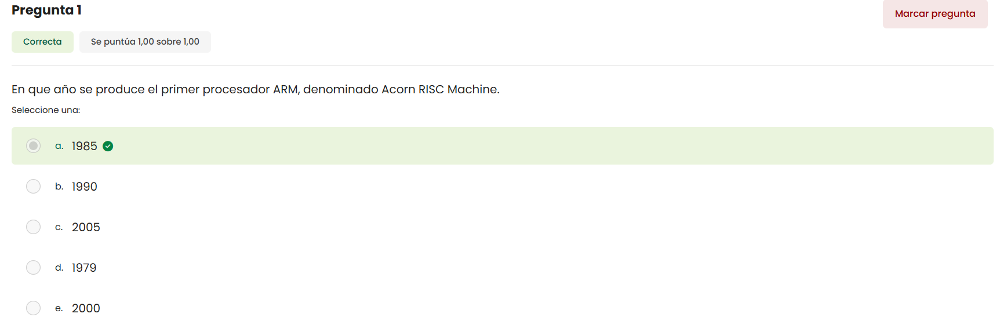 Pregunta 1
Marcar pregunta
Correcta
Se puntúa 1,00 sobre 1,00
En que año se produce el primer procesador ARM, denominado Acorn RISC Machine.
Seleccione una:
a. 1985
b. 1990
c. 2005
d. 1979
e. 2000